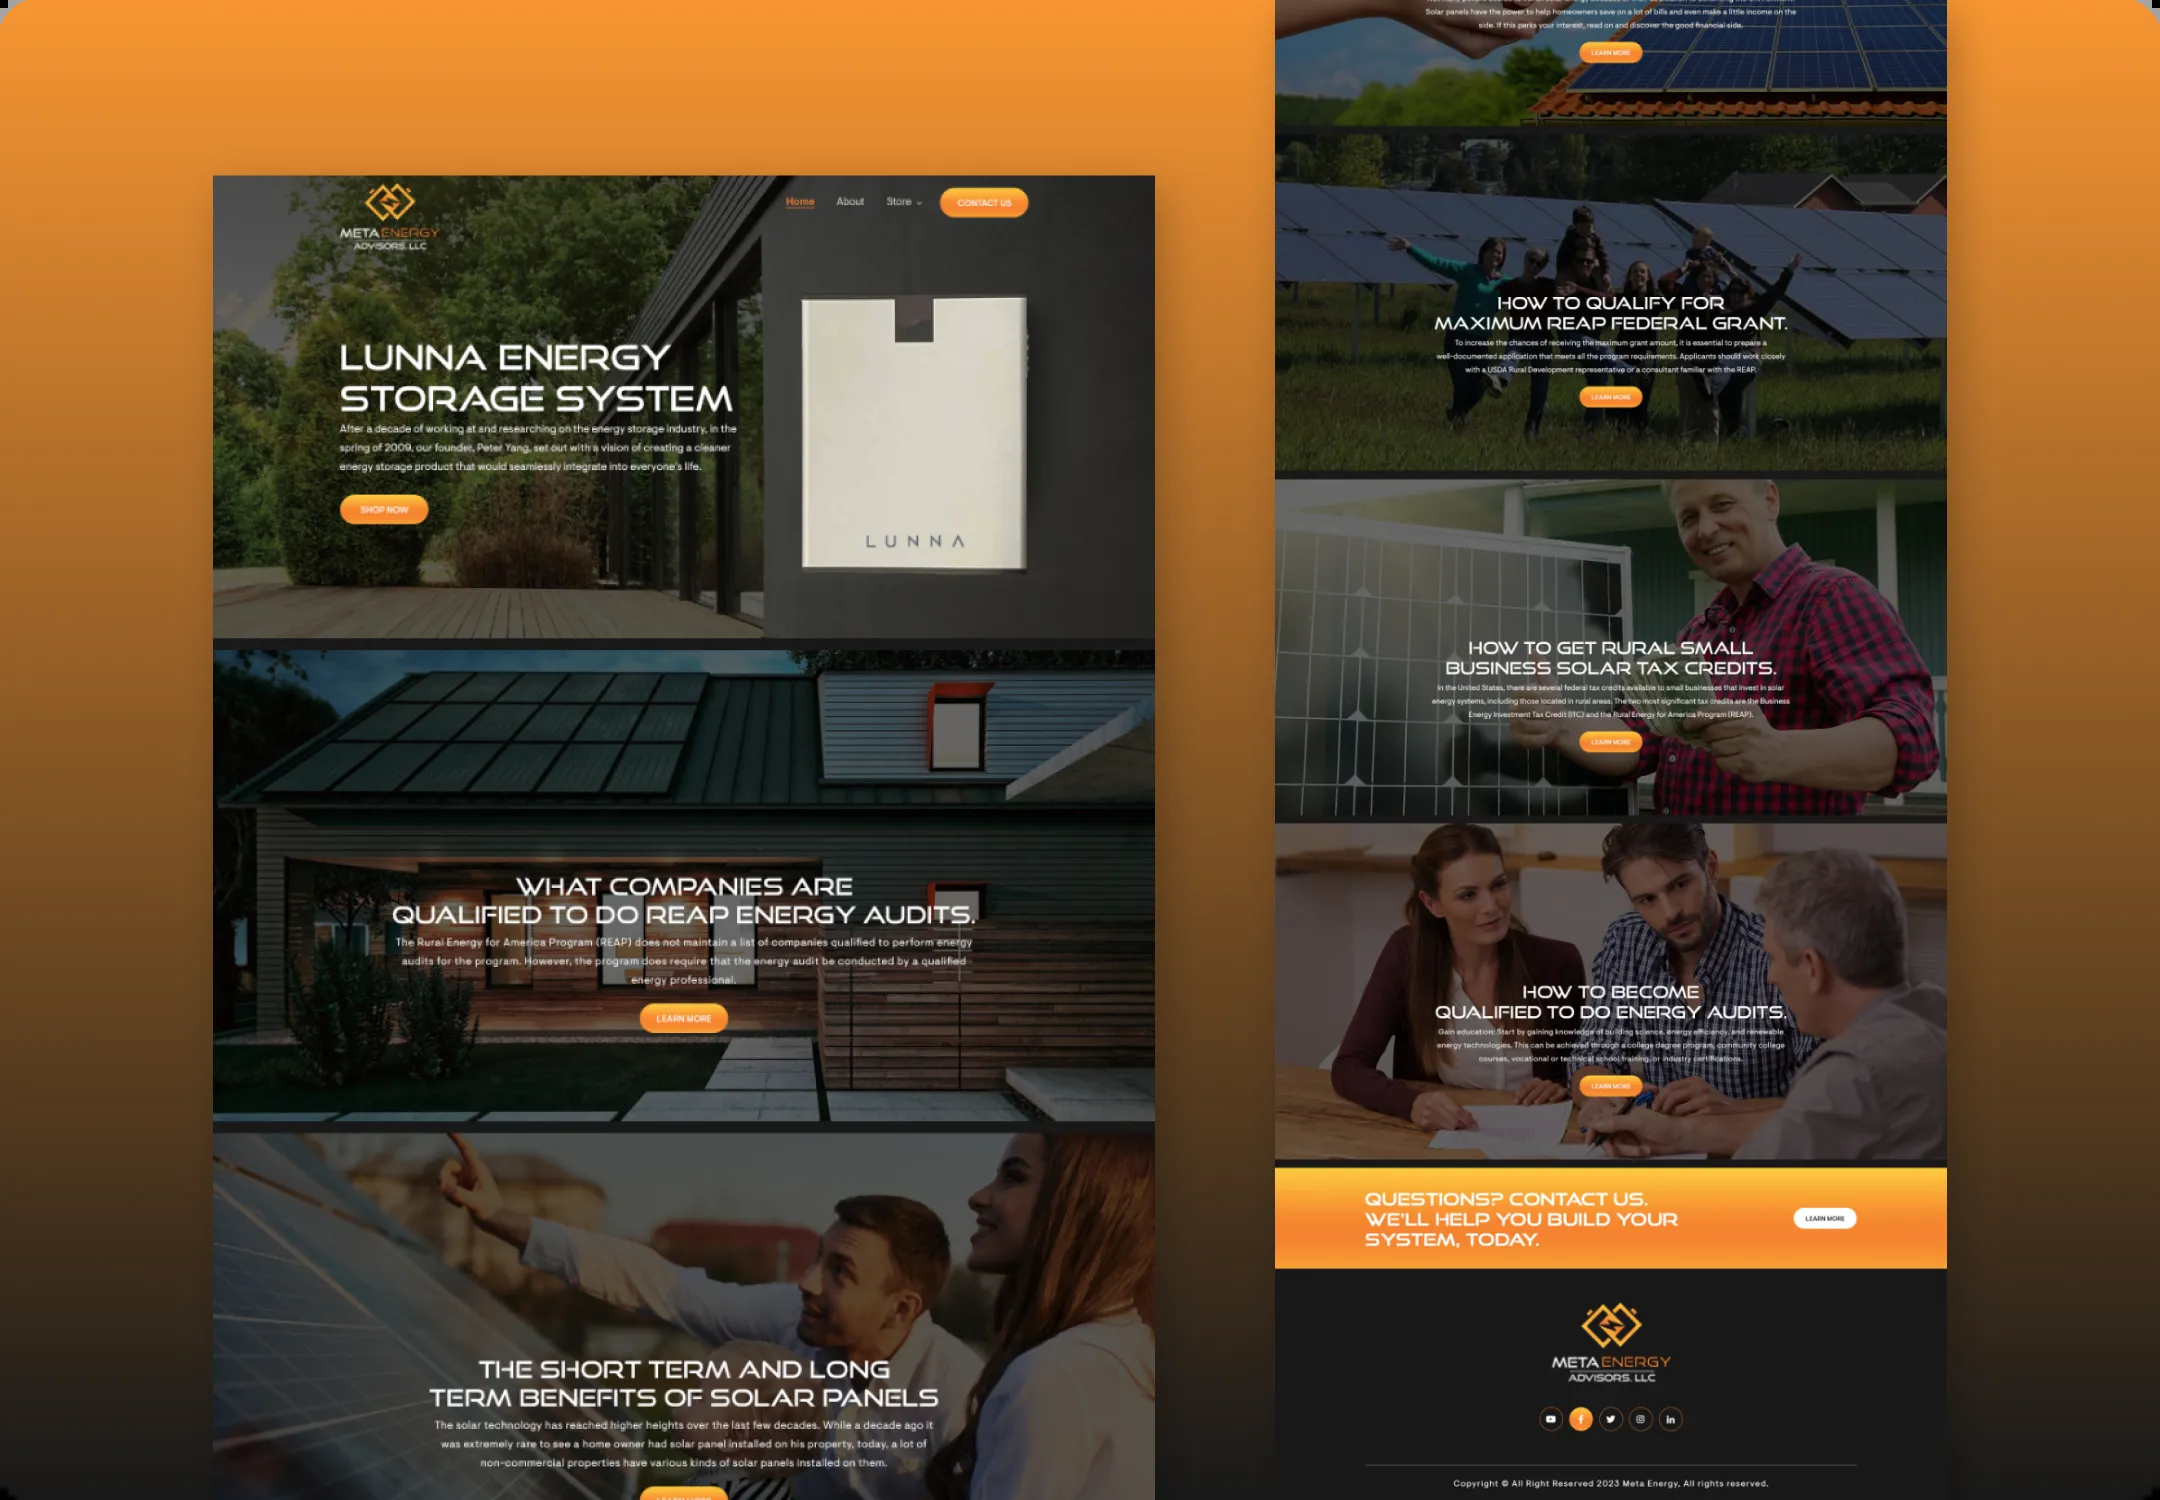 META ENERGY
ADVISORS, LLC
Home
About
Store
CONTACT US
LUNNA ENERGY
STORAGE SYSTEM
After a decade of working at and researching on the energy storage industry, in the
spring of 2009, our founder, Peter Yang, set out with a vision of creating a cleaner
energy storage product that would seamlessly integrate into everyone's life.
SHOP NOW
LUNNA
WHAT COMPANIES ARE
QUALIFIED TO DO REAP ENERGY AUDITS.
The Rural Energy for America Program (REAP) does not maintain a list of companies qualified to perform energy
audits for the program. However, the program does require that the energy audit be conducted by a qualified
energy professional.
LEARN MORE
THE SHORT TERM AND LONG
TERM BENEFITS OF SOLAR PANELS
The solar technology has reached higher heights over the last few decades. While a decade ago it
was extremely rare to see a home owner had solar panel installed on his property, today, a lot of
non-commercial properties have various kinds of solar panels installed on them.
Solar panels have the power to help homeowners save on a lot of bills and even make a little income on the
side. If this perks your interest, read on and discover the good financial side.
LEARN MORE
HOW TO QUALIFY FOR
MAXIMUM REAP FEDERAL GRANT.
To increase the chances of receiving the maximum grant amount, it is essential to prepare a
well-documented application that meets all the program requirements. Applicants should work closely
with a USDA Rural Development representative or a consultant familiar with the REAP.
LEARN MORE
HOW TO GET RURAL SMALL
BUSINESS SOLAR TAX CREDITS.
In the United States, there are several federal tax credits available to small businesses that invest in solar
energy systems, including those located in rural areas. The two most significant tax credits are the Business
Energy Investment Tax Credit (ITC) and the Rural Energy for America Program (REAP).
LEARN MORE
HOW TO BECOME
QUALIFIED TO DO ENERGY AUDITS.
Gain education: Start by gaining knowledge of building science, energy efficiency, and renewable
energy technologies. This can be achieved through a college degree program, community college
courses, vocational or technical school training, or industry certifications.
LEARN MORE
QUESTIONS? CONTACT US.
WE'LL HELP YOU BUILD YOUR
SYSTEM, TODAY.
LEARN MORE
META ENERGY
ADVISORS, LLC
Copyright © All Right Reserved 2023 Meta Energy. All rights reserved.